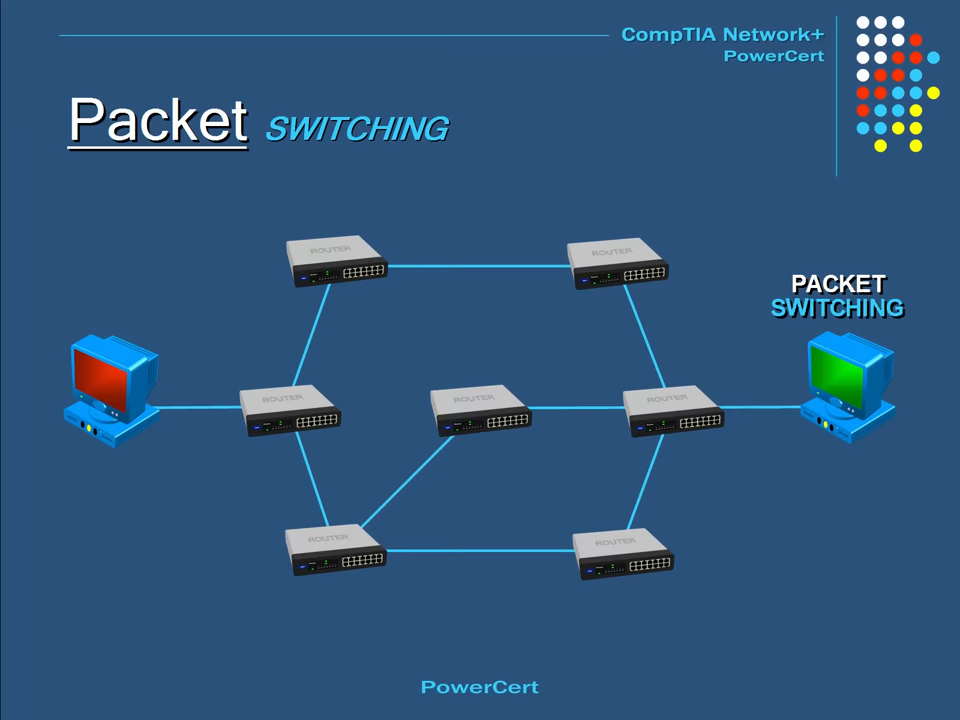 CompTIA Network+
PowerCert
Packet SWITCHING
ROUTER
ROUTER
PACKET
SWITCHING
ROUTER
ROUTER
ROUTER
ROUTER
ROUTER
PowerCert